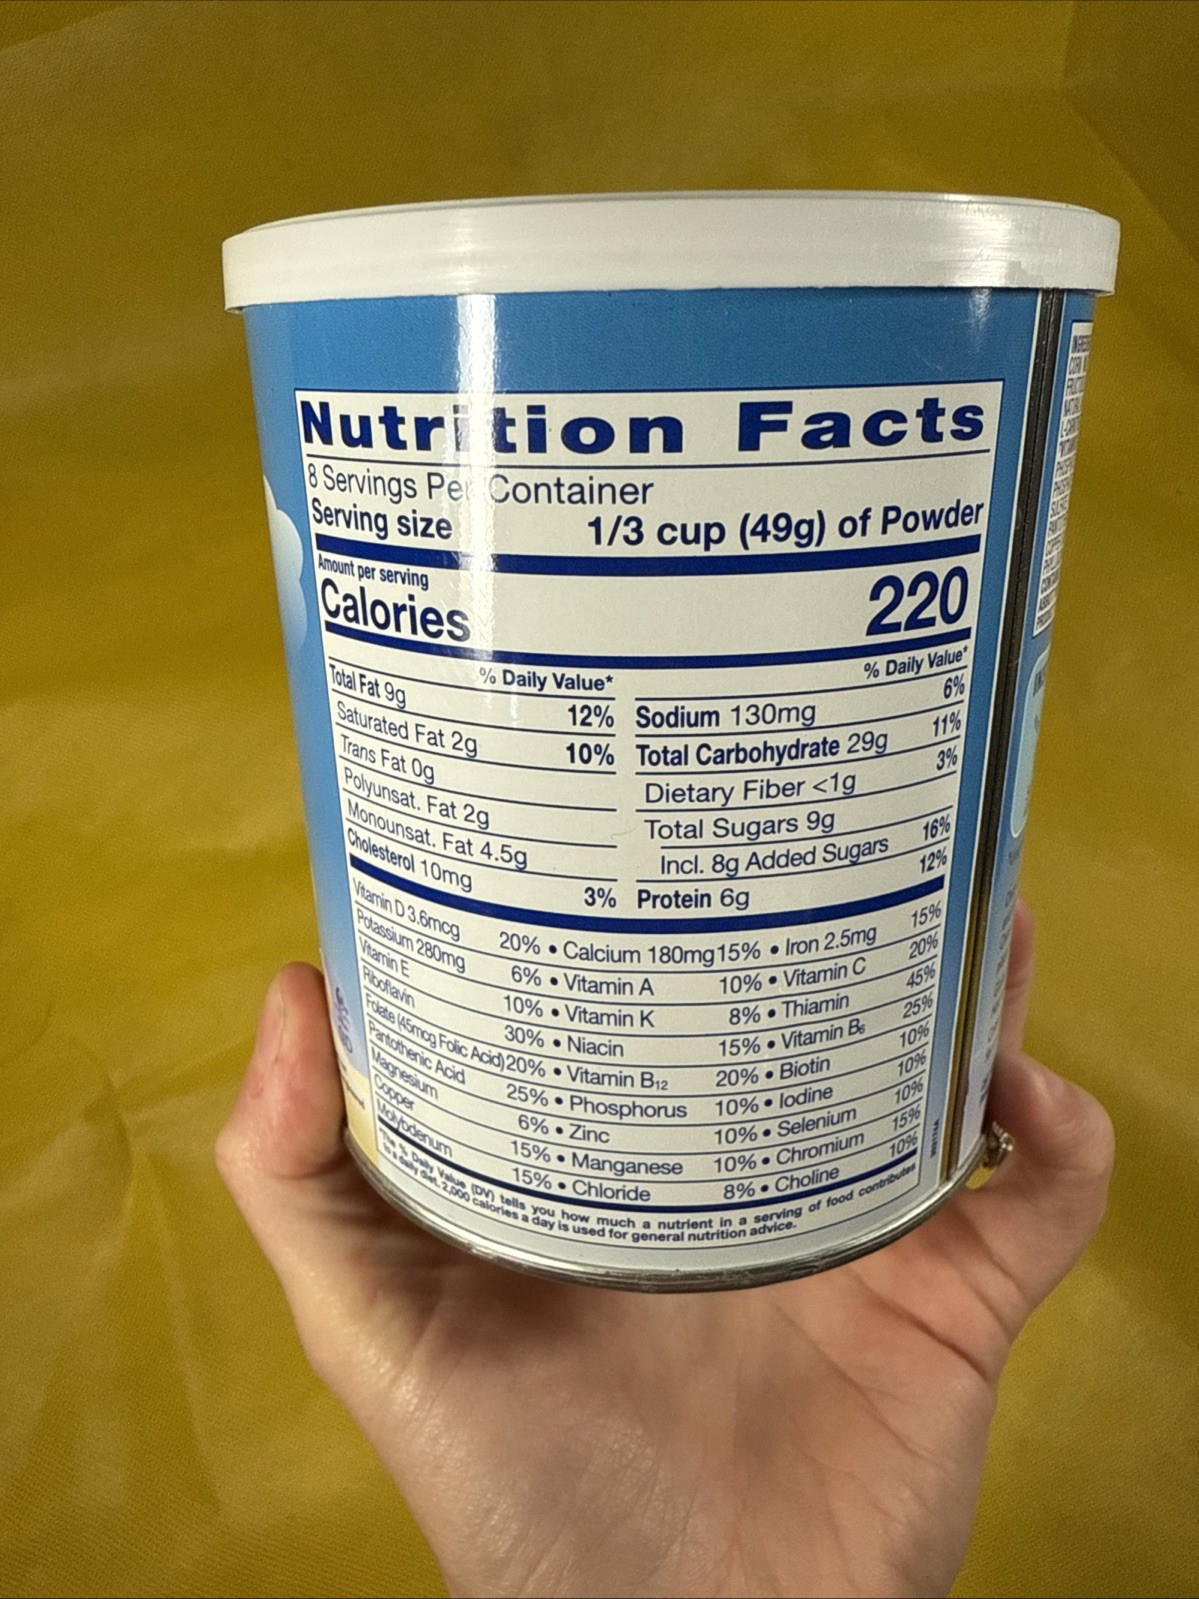 Nutrition Facts
8 Servings Per Container
Serving size 1/3 cup (49g) of Powder
Amount per serving
Calories 220
% Daily Value*
Total Fat 9g 12%
Saturated Fat 2g 10%
Trans Fat 0g
Polyunsat. Fat 2g
Monounsat. Fat 4.5g
Cholesterol 10mg 3%
% Daily Value*
Sodium 130mg 6%
Total Carbohydrate 29g 11%
Dietary Fiber <1g 3%
Total Sugars 9g
Incl. 8g Added Sugars 16%
Protein 6g 12%
Vitamin D 3.6mcg 20% • Calcium 180mg 15% • Iron 2.5mg 15%
Potassium 280mg 6% • Vitamin A 10% • Vitamin C 20%
Vitamin E 10% • Vitamin K 8% • Thiamin 45%
Riboflavin 30% • Niacin 15% • Vitamin B6 25%
Folate (45mcg Folic Acid) 20% • Vitamin B12 20% • Biotin 10%
Pantothenic Acid 25% • Phosphorus 10% • Iodine 10%
Magnesium 6% • Zinc 10% • Selenium 10%
Copper 15% • Manganese 10% • Chromium 15%
Molybdenum 15% • Chloride 8% • Choline 10%
*The % Daily Value (DV) tells you how much a nutrient in a serving of food contributes
to a daily diet. 2,000 calories a day is used for general nutrition advice.